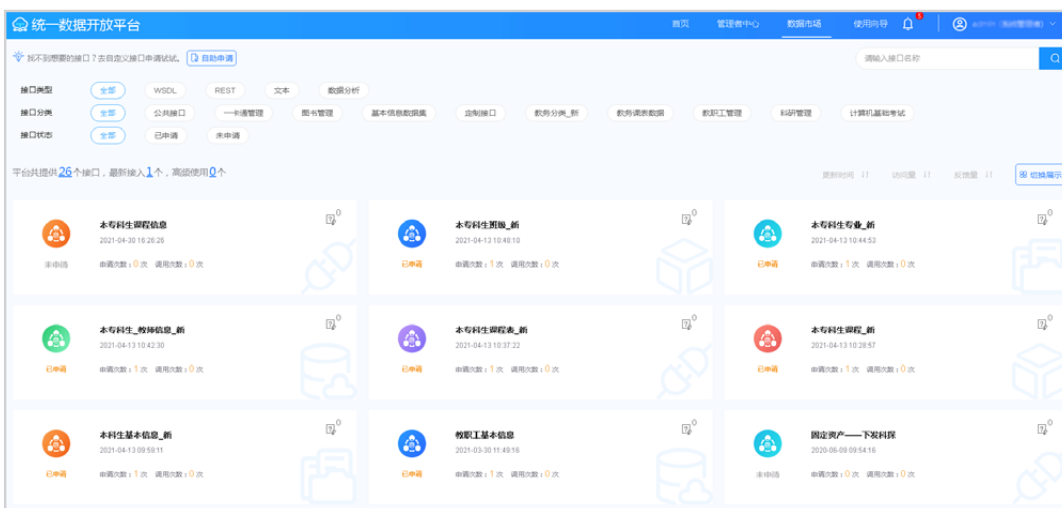 统一数据开放平台
首页 管理者中心 数据市场 使用向导 5
找不到想要的接口？去自定义接口申请试试。 自助申请
请输入接口名称
接口类型 全部 WSDL REST 文本 数据分析
接口分类 全部 公共接口 一卡通管理 图书管理 基本信息数据集 定制接口 教务分类_新 教务课表数据 教职工管理 科研管理 计算机基础考试
接口状态 全部 已申请 未申请
平台共提供26个接口，最新接入1个，高频使用0个
更新时间 访问量 反馈量 切换展示
本专科生课程信息 0
2021-04-30 16:26:26
未申请 申请次数：0 次 调用次数：0 次
本专科生班级_新 0
2021-04-13 10:48:10
已申请 申请次数：1 次 调用次数：0 次
本专科生专业_新 0
2021-04-13 10:44:53
已申请 申请次数：1 次 调用次数：0 次
本专科生_教师信息_新 0
2021-04-13 10:42:30
已申请 申请次数：1 次 调用次数：0 次
本专科生课程表_新 0
2021-04-13 10:37:22
已申请 申请次数：1 次 调用次数：0 次
本专科生课程_新 0
2021-04-13 10:28:57
已申请 申请次数：1 次 调用次数：0 次
本科生基本信息_新 0
2021-04-13 09:59:11
已申请 申请次数：1 次 调用次数：0 次
教职工基本信息 0
2021-03-30 11:49:16
已申请 申请次数：1 次 调用次数：0 次
固定资产——下发科探 0
2020-06-09 09:54:16
未申请 申请次数：0 次 调用次数：0 次